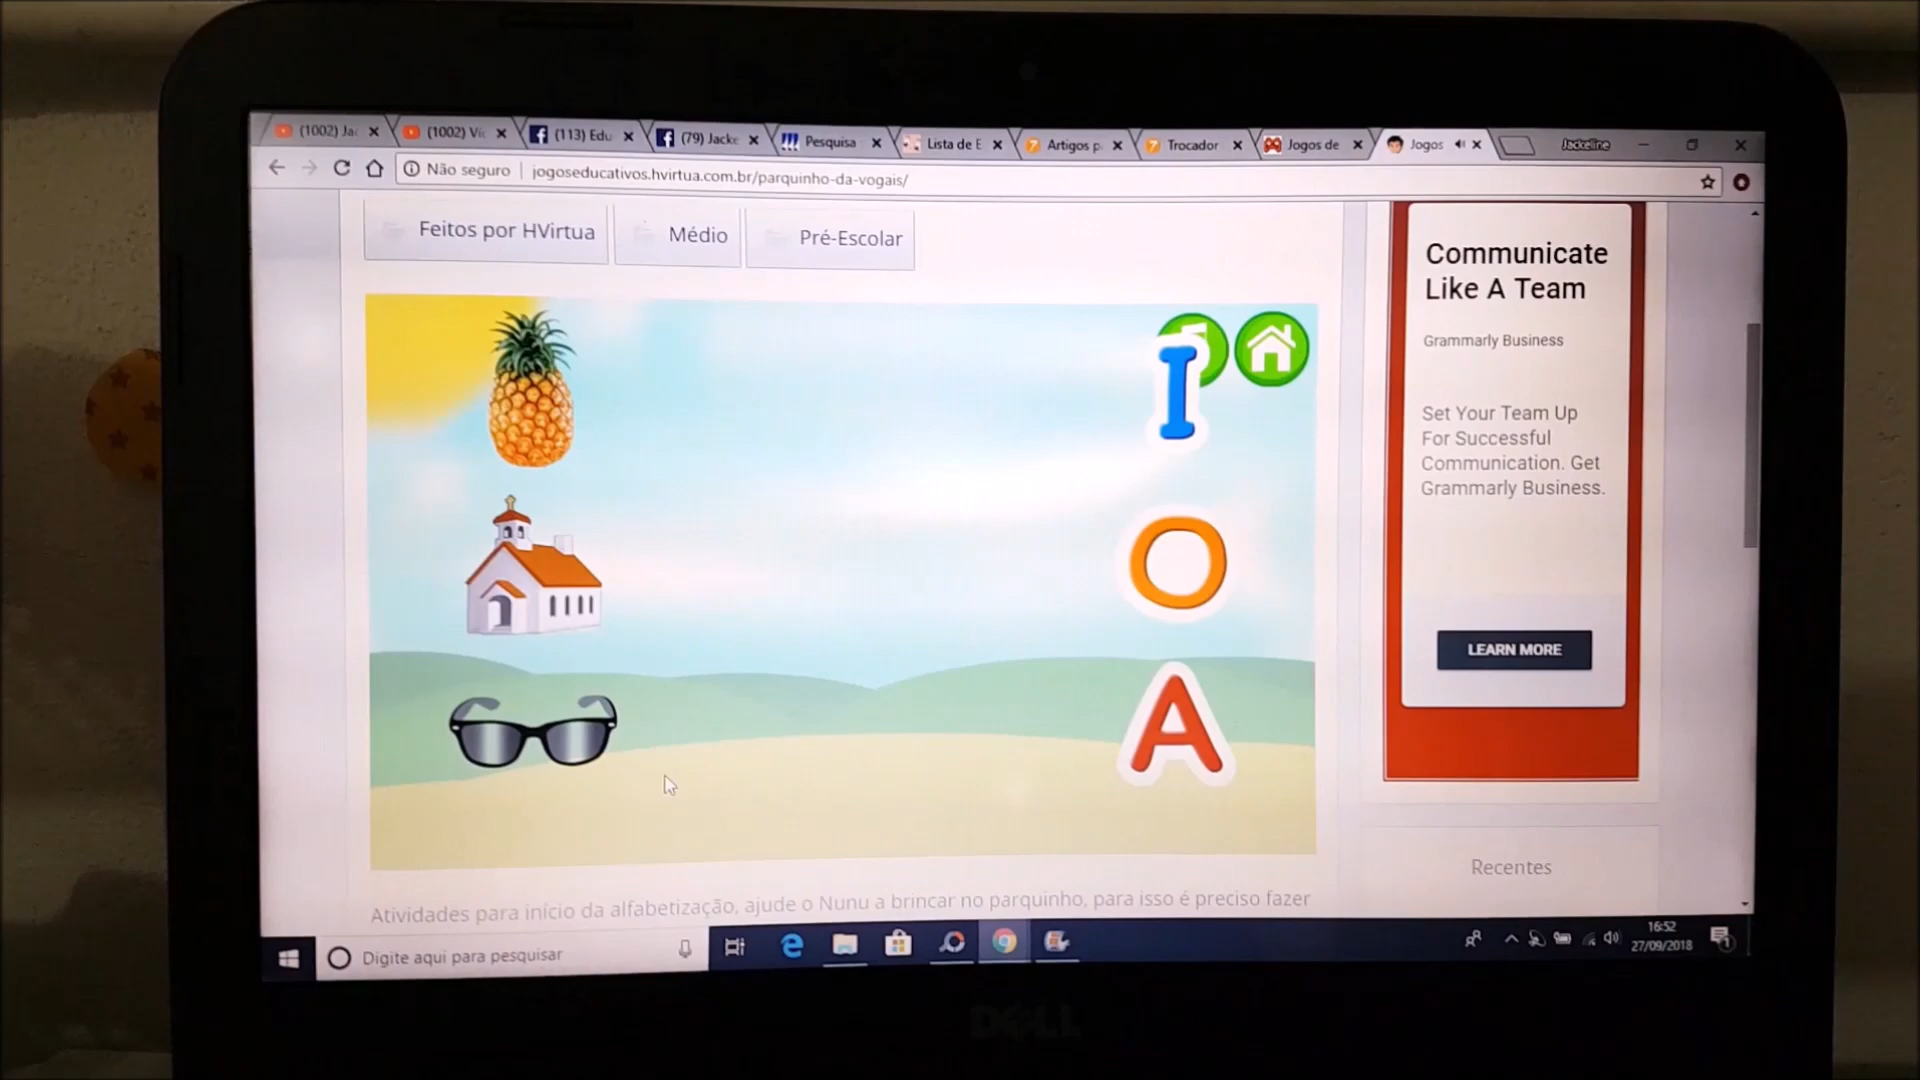 (1002) Ja
(1002) Vi
(113) Edu
(79) Jacke
Pesquisa
Lista de E
Artigos p
Trocador
Jogos de
Jogos
Jackeline
Não seguro
jogoseducativos.hvirtua.com.br/parquinho-da-vogais/
Feitos por HVirtua
Médio
Pré-Escolar
I
O
A
Communicate
Like A Team
Grammarly Business
Set Your Team Up
For Successful
Communication. Get
Grammarly Business.
LEARN MORE
Recentes
Atividades para início da alfabetização, ajude o Nunu a brincar no parquinho, para isso é preciso fazer
Digite aqui para pesquisar
16:52
27/09/2018
DELL